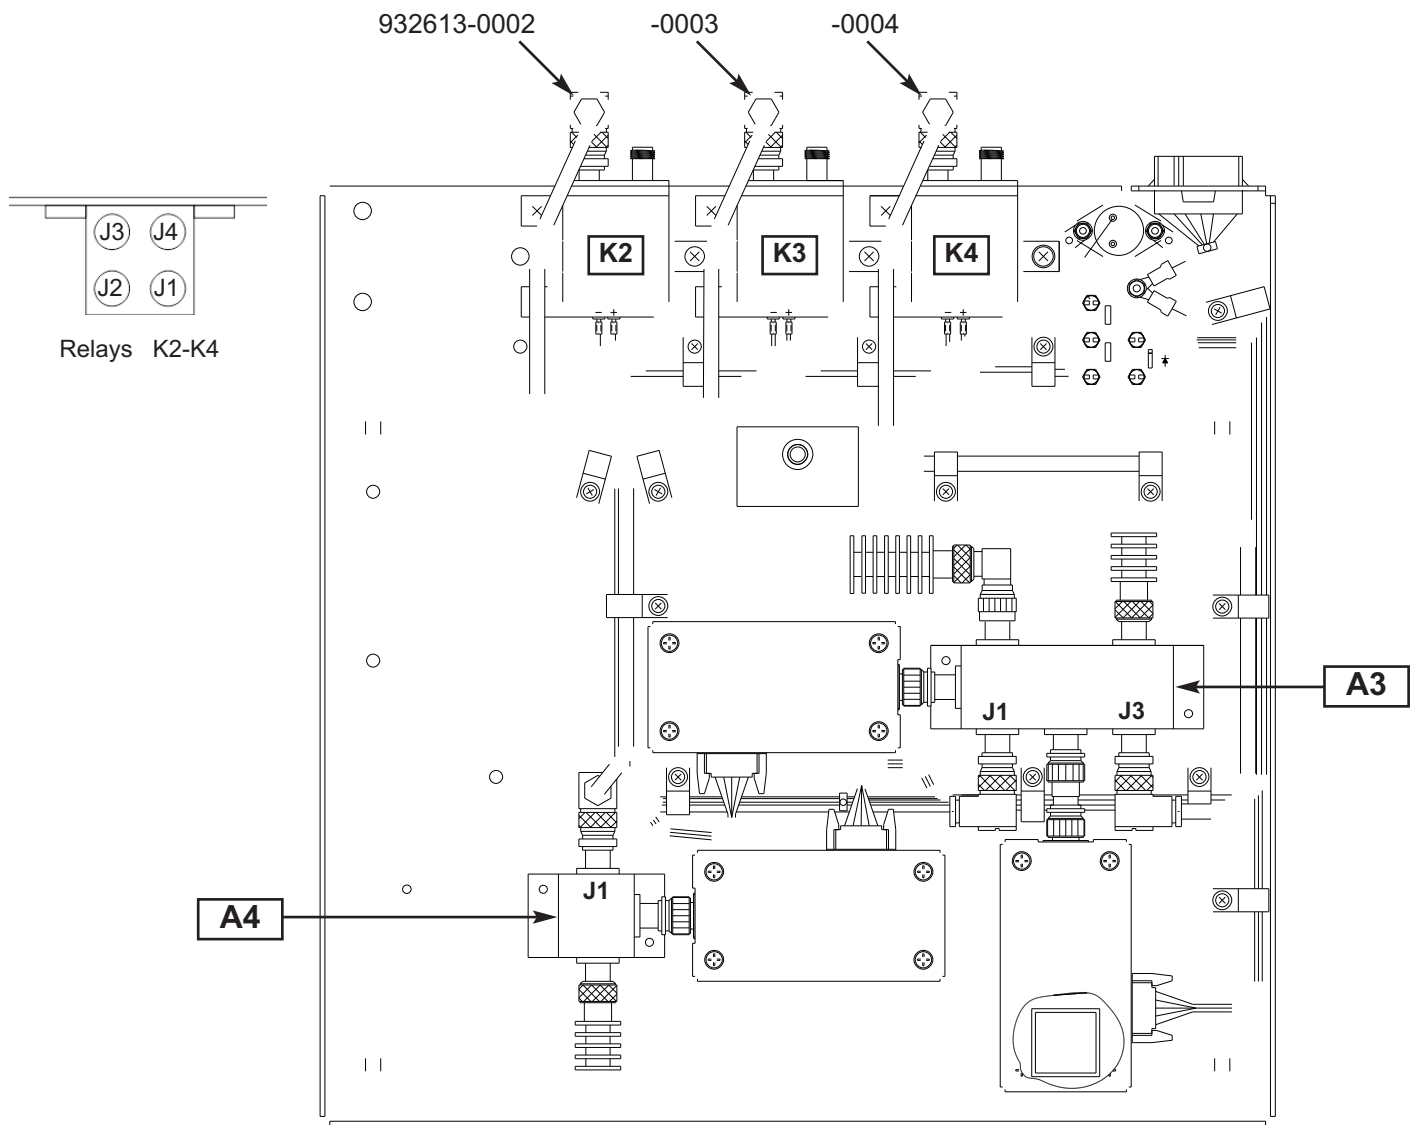 932613-0002 -0003 -0004
K2 K3 K4
J3 J4
J2 J1
Relays K2-K4
- + - + - +
A3
J1 J3
J1
A4